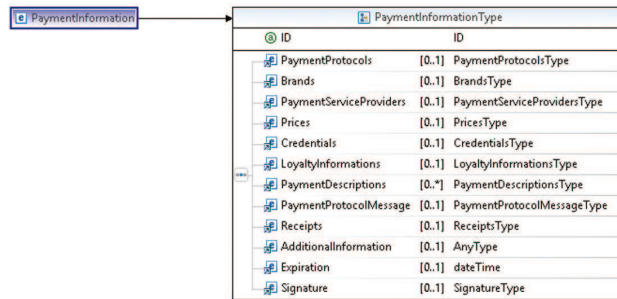 PaymentInformation
PaymentInformationType
ID ID
PaymentProtocols [0..1] PaymentProtocolsType
Brands [0..1] BrandsType
PaymentServiceProviders [0..1] PaymentServiceProvidersType
Prices [0..1] PricesType
Credentials [0..1] CredentialsType
LoyaltyInformations [0..1] LoyaltyInformationsType
PaymentDescriptions [0..*] PaymentDescriptionsType
PaymentProtocolMessage [0..1] PaymentProtocolMessageType
Receipts [0..1] ReceiptsType
AdditionalInformation [0..1] AnyType
Expiration [0..1] dateTime
Signature [0..1] SignatureType